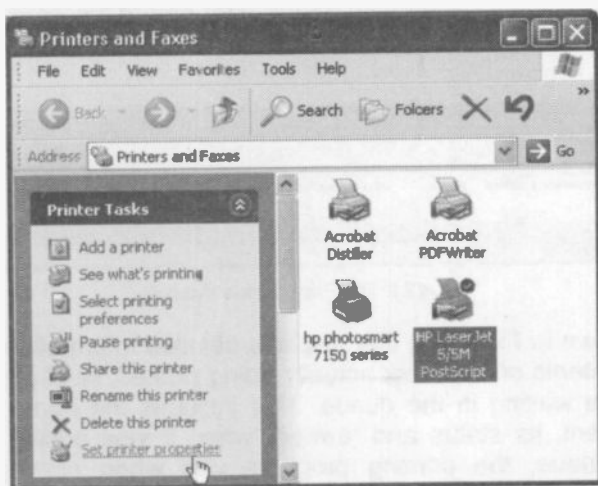 Printers and Faxes
File Edit View Favorites Tools Help
Back Search Folders »
Address Printers and Faxes Go
Printer Tasks
Add a printer
See what's printing
Select printing
preferences
Pause printing
Share this printer
Rename this printer
Delete this printer
Set printer properties
Acrobat
Distiller
Acrobat
PDFWriter
hp photosmart
7150 series
HP LaserJet
5/5M
PostScript